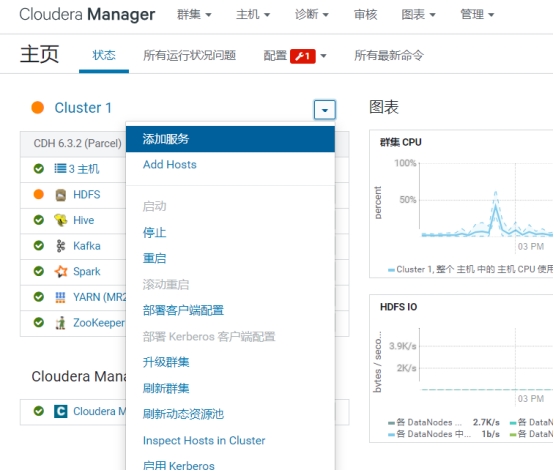 Cloudera Manager 群集 主机 诊断 审核 图表 管理
主页 状态 所有运行状况问题 配置 1 所有最新命令
Cluster 1
CDH 6.3.2 (Parcel)
3 主机
HDFS
Hive
Kafka
Spark
YARN (MR2
ZooKeeper
Cloudera Mana
Cloudera M
添加服务
Add Hosts
启动
停止
重启
滚动重启
部署客户端配置
部署 Kerberos 客户端配置
升级群集
刷新群集
刷新动态资源池
Inspect Hosts in Cluster
启用 Kerberos
图表
群集 CPU
percent
100%
50%
03 PM
Cluster 1, 整个 主机 中的 主机 CPU 使用
HDFS IO
bytes / seco...
3.9K/s
2K/s
03 PM
各 DataNodes ... 2.7K/s 各 DataNodes
各 DataNodes 中... 1b/s 各 DataNodes